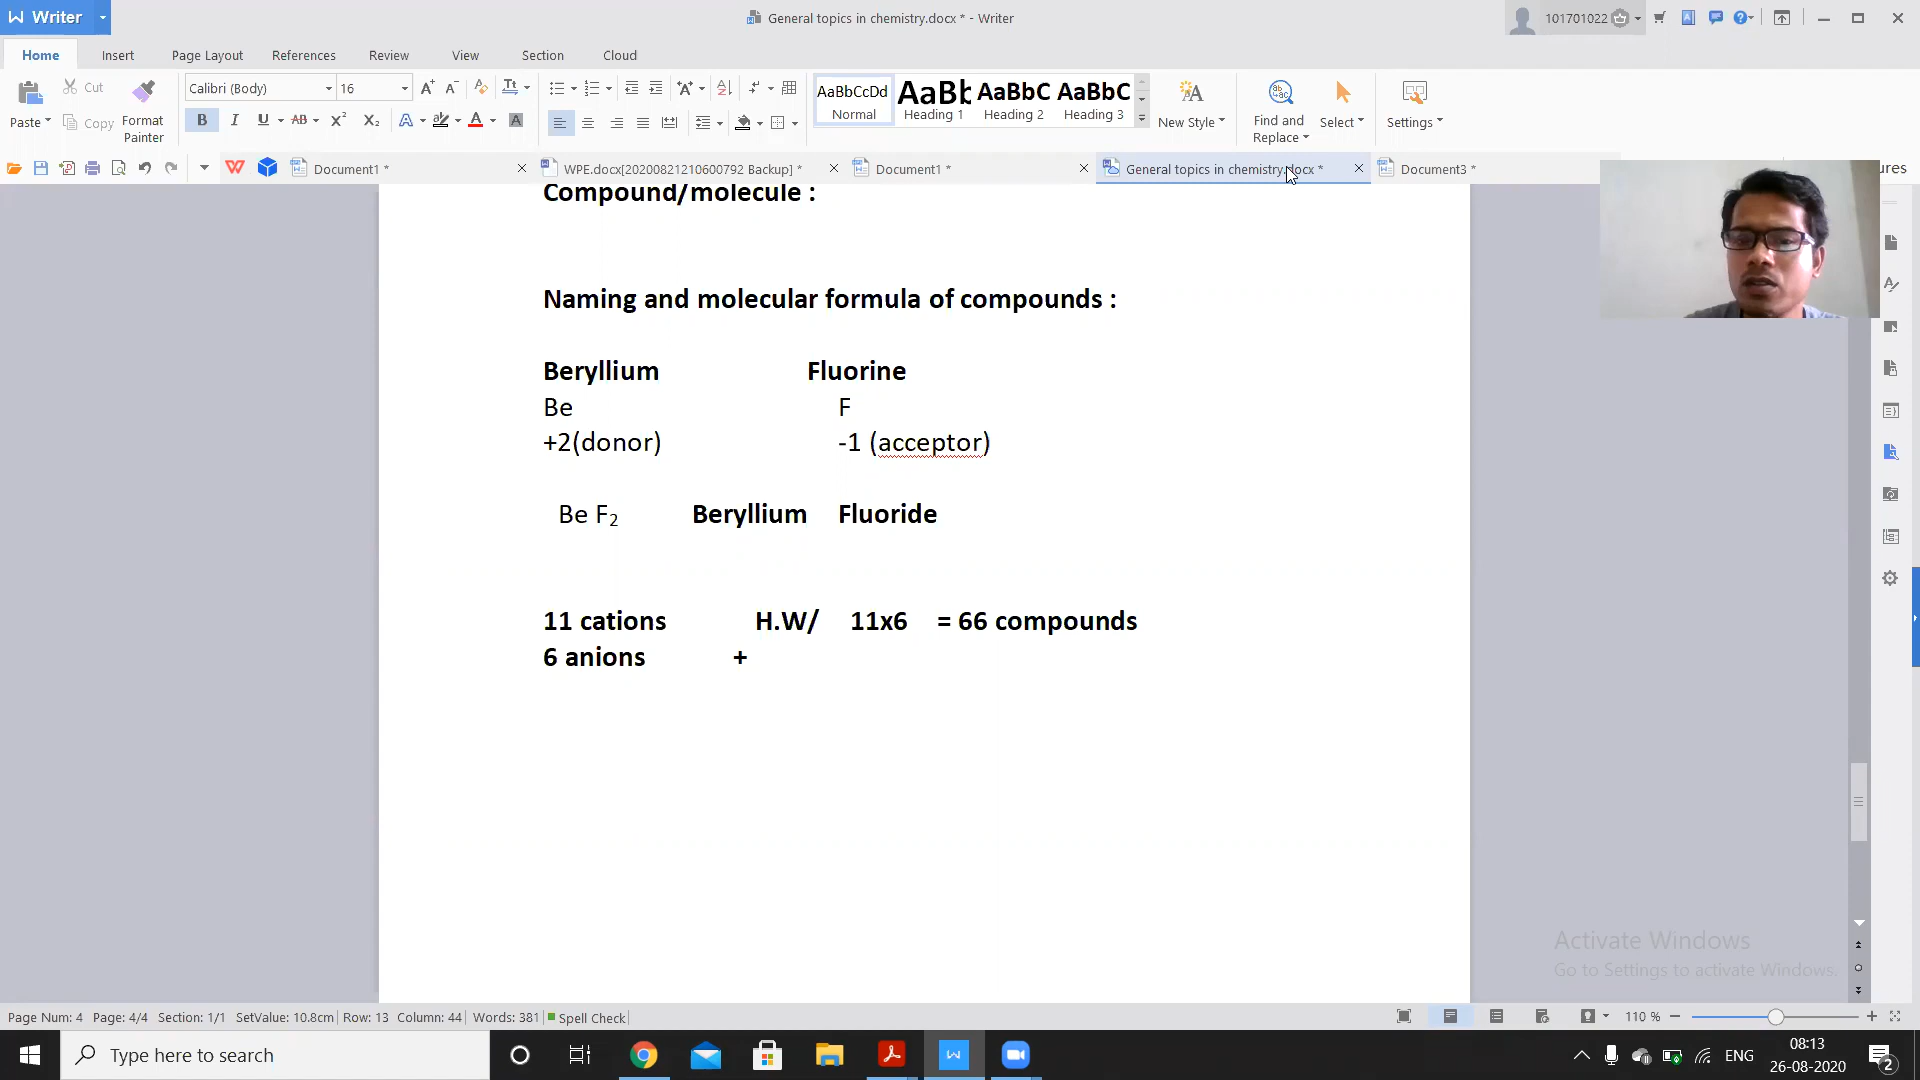 Writer
General topics in chemistry.docx * - Writer
101701022
Home Insert Page Layout References Review View Section Cloud
Paste Cut Copy Format Painter
Calibri (Body) 16
AaBbCcDd AaBb AaBbC AaBbC
Normal Heading 1 Heading 2 Heading 3
New Style Find and Replace Select Settings
Document1 * WPE.docx[20200821210600792 Backup] * Document1 * General topics in chemistry.docx * Document3 *
Compound/molecule :
Naming and molecular formula of compounds :
Beryllium Fluorine
Be F
+2(donor) -1 (acceptor)
Be F₂ Beryllium Fluoride
11 cations H.W/ 11x6 = 66 compounds
6 anions +
Activate Windows
Go to Settings to activate Windows.
Page Num: 4 Page: 4/4 Section: 1/1 SetValue: 10.8cm Row: 13 Column: 44 Words: 381 Spell Check 110 %
Type here to search
ENG
08:13
26-08-2020
2